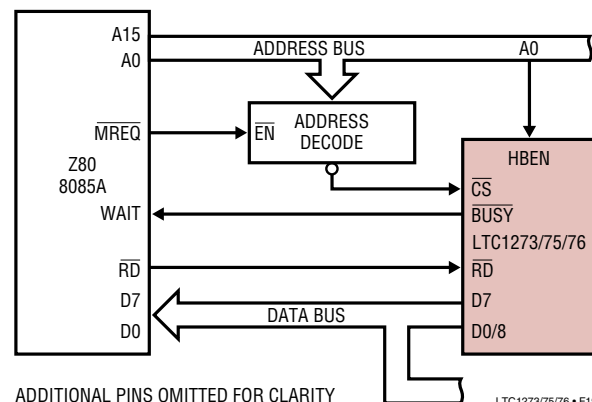 A15
A0
ADDRESS BUS
A0
MREQ
EN
ADDRESS
DECODE
HBEN
Z80
8085A
CS
WAIT
BUSY
LTC1273/75/76
RD
RD
D7
D7
DATA BUS
D0
D0/8
ADDITIONAL PINS OMITTED FOR CLARITY